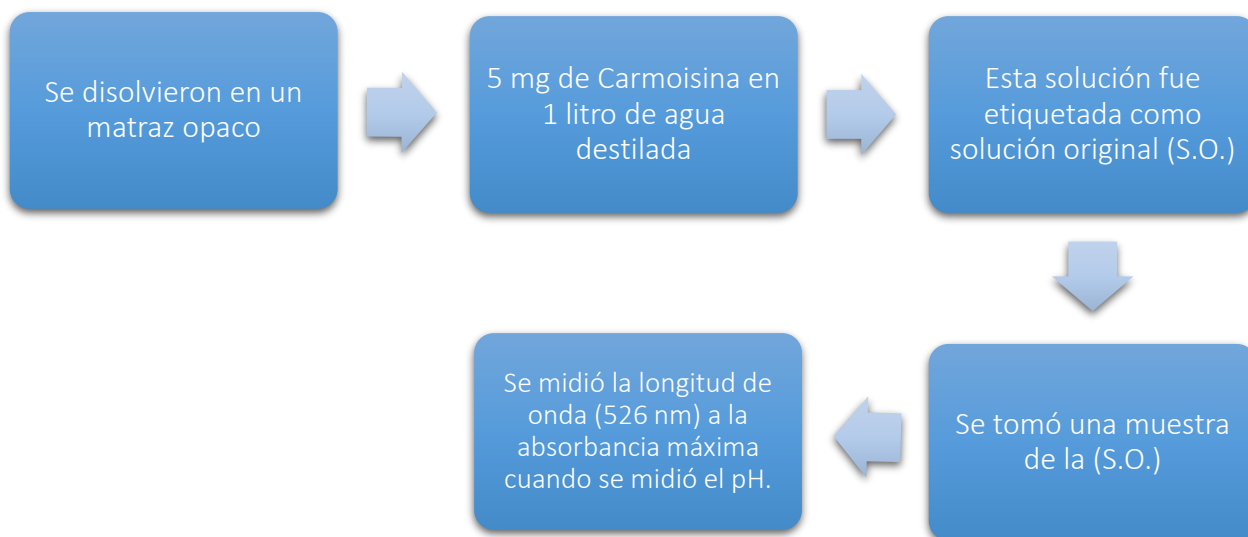 Se disolvieron en un
matraz opaco
5 mg de Carmoisina en
1 litro de agua
destilada
Esta solución fue
etiquetada como
solución original (S.O.)
Se tomó una muestra
de la (S.O.)
Se midió la longitud de
onda (526 nm) a la
absorbancia máxima
cuando se midió el pH.